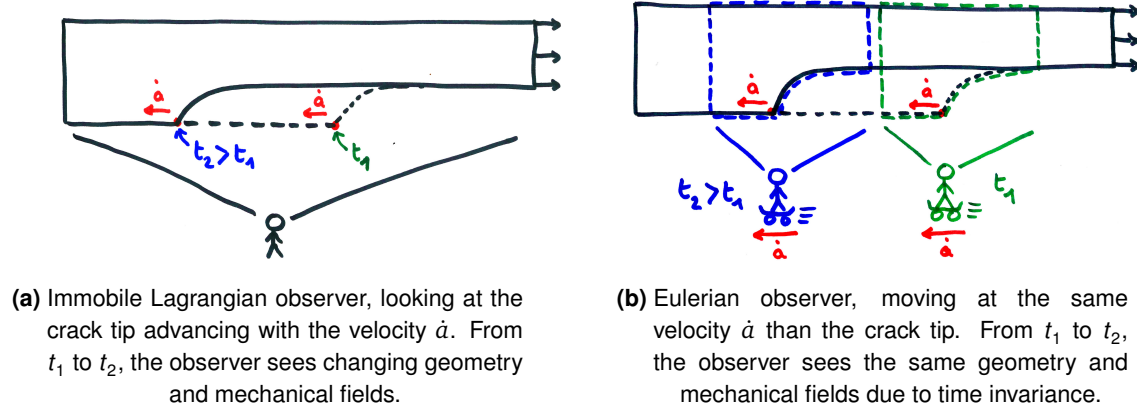 ȧ
ȧ
t₂ > t₁
t₁
(a) Immobile Lagrangian observer, looking at the
crack tip advancing with the velocity ȧ. From
t₁ to t₂, the observer sees changing geometry
and mechanical fields.
ȧ
ȧ
t₂ > t₁
t₁
ȧ
ȧ
(b) Eulerian observer, moving at the same
velocity ȧ than the crack tip. From t₁ to t₂,
the observer sees the same geometry and
mechanical fields due to time invariance.